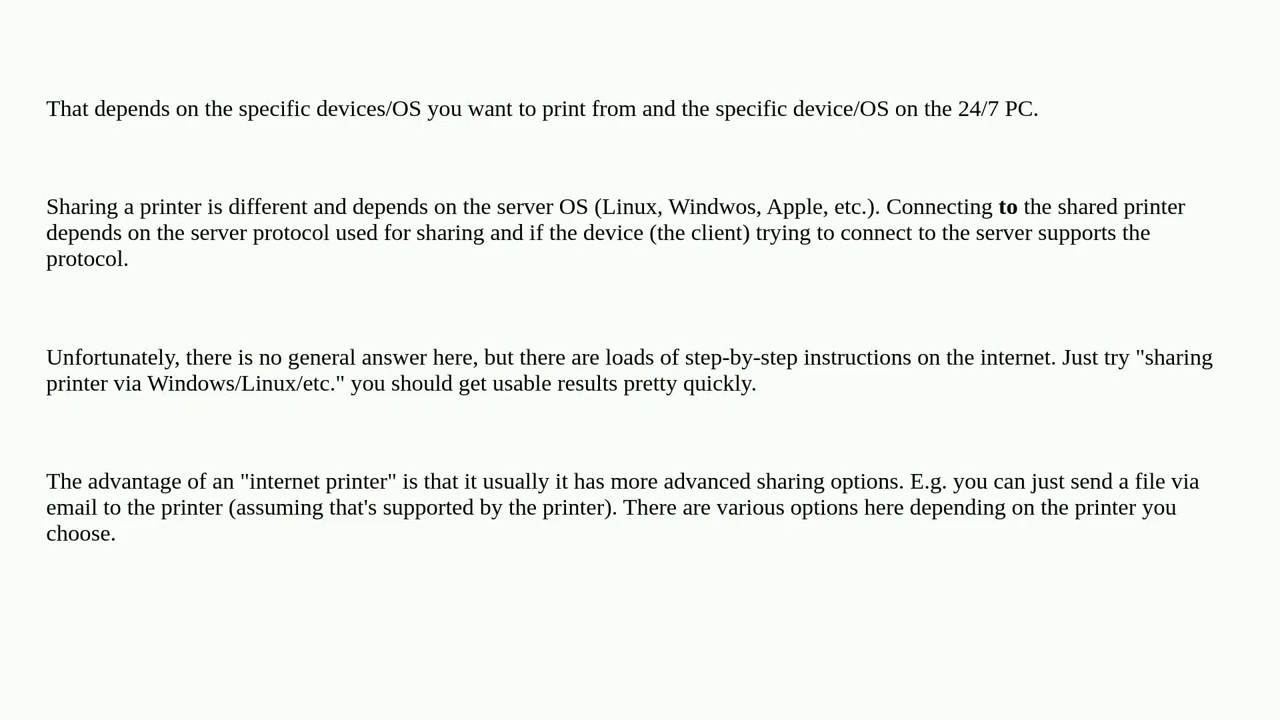 That depends on the specific devices/OS you want to print from and the specific device/OS on the 24/7 PC.
Sharing a printer is different and depends on the server OS (Linux, Windwos, Apple, etc.). Connecting to the shared printer
depends on the server protocol used for sharing and if the device (the client) trying to connect to the server supports the
protocol.
Unfortunately, there is no general answer here, but there are loads of step-by-step instructions on the internet. Just try "sharing
printer via Windows/Linux/etc." you should get usable results pretty quickly.
The advantage of an "internet printer" is that it usually it has more advanced sharing options. E.g. you can just send a file via
email to the printer (assuming that's supported by the printer). There are various options here depending on the printer you
choose.